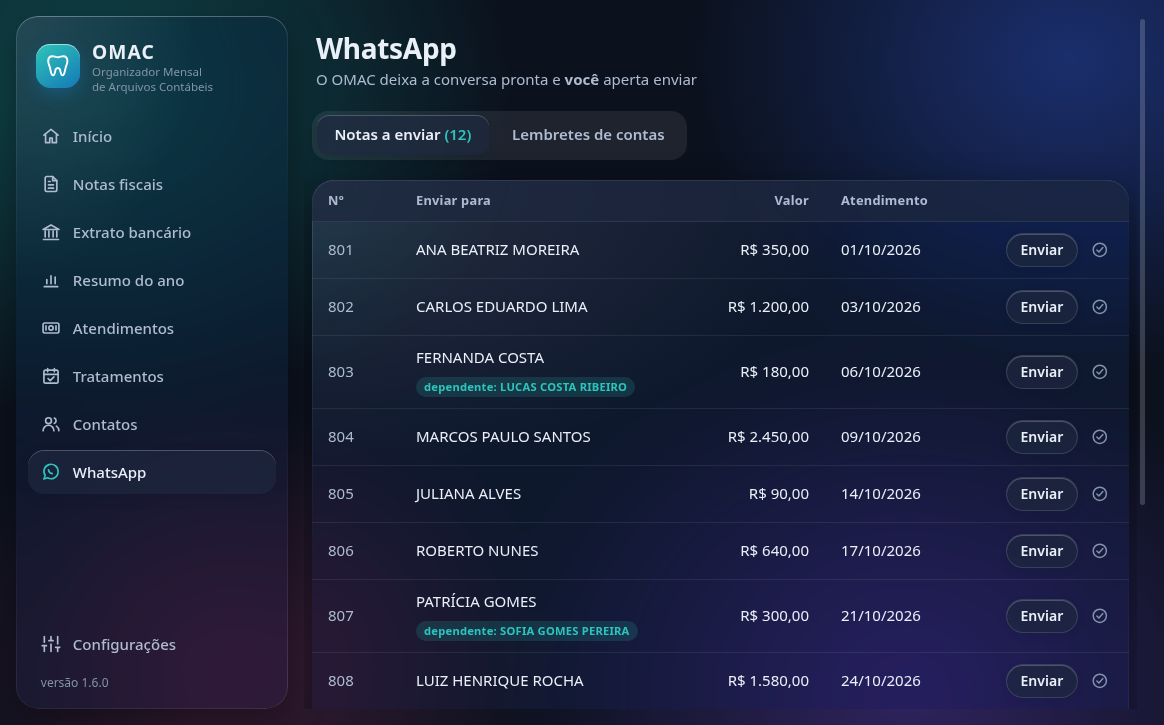 OMAC
Organizador Mensal
de Arquivos Contábeis
Início
Notas fiscais
Extrato bancário
Resumo do ano
Atendimentos
Tratamentos
Contatos
WhatsApp
Configurações
versão 1.6.0
WhatsApp
O OMAC deixa a conversa pronta e você aperta enviar
Notas a enviar (12) Lembretes de contas
Nº Enviar para Valor Atendimento
801 ANA BEATRIZ MOREIRA R$ 350,00 01/10/2026 Enviar
802 CARLOS EDUARDO LIMA R$ 1.200,00 03/10/2026 Enviar
803 FERNANDA COSTA R$ 180,00 06/10/2026 Enviar
dependente: LUCAS COSTA RIBEIRO
804 MARCOS PAULO SANTOS R$ 2.450,00 09/10/2026 Enviar
805 JULIANA ALVES R$ 90,00 14/10/2026 Enviar
806 ROBERTO NUNES R$ 640,00 17/10/2026 Enviar
807 PATRÍCIA GOMES R$ 300,00 21/10/2026 Enviar
dependente: SOFIA GOMES PEREIRA
808 LUIZ HENRIQUE ROCHA R$ 1.580,00 24/10/2026 Enviar